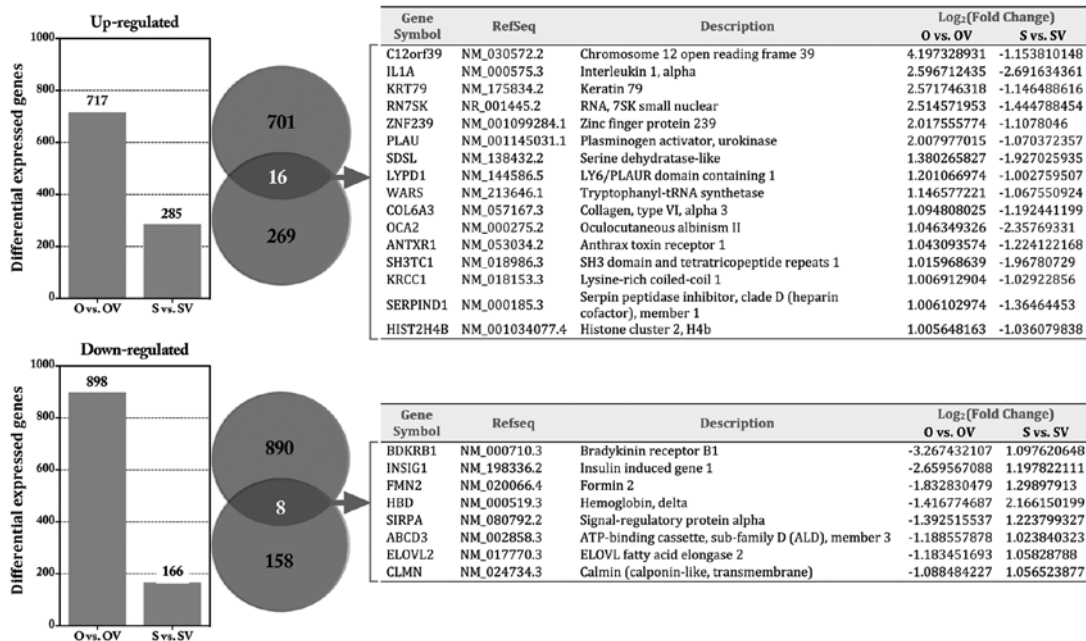 Up-regulated
Differential expressed genes
1000
800
600
400
200
0
717
285
O vs. OV S vs. SV
701
16
269
Gene Symbol RefSeq Description Log₂(Fold Change)
O vs. OV S vs. SV
C12orf39 NM_030572.2 Chromosome 12 open reading frame 39 4.197328931 -1.153810148
IL1A NM_000575.3 Interleukin 1, alpha 2.596712435 -2.691634361
KRT79 NM_175834.2 Keratin 79 2.571746318 -1.146488616
RN7SK NR_001445.2 RNA, 7SK small nuclear 2.514571953 -1.444788454
ZNF239 NM_001099284.1 Zinc finger protein 239 2.017555774 -1.1078046
PLAU NM_001145031.1 Plasminogen activator, urokinase 2.007977015 -1.070372357
SDSL NM_138432.2 Serine dehydratase-like 1.380265827 -1.927025935
LYPD1 NM_144586.5 LY6/PLAUR domain containing 1 1.201066974 -1.002759507
WARS NM_213646.1 Tryptophanyl-tRNA synthetase 1.146577221 -1.067550924
COL6A3 NM_057167.3 Collagen, type VI, alpha 3 1.094808025 -1.192441199
OCA2 NM_000275.2 Oculocutaneous albinism II 1.046349326 -2.35769331
ANTXR1 NM_053034.2 Anthrax toxin receptor 1 1.043093574 -1.224122168
SH3TC1 NM_018986.3 SH3 domain and tetratricopeptide repeats 1 1.015968639 -1.96780729
KRCC1 NM_018153.3 Lysine-rich coiled-coil 1 1.006912904 -1.02922856
SERPIND1 NM_000185.3 Serpin peptidase inhibitor, clade D (heparin cofactor), member 1 1.006102974 -1.36464453
HIST2H4B NM_001034077.4 Histone cluster 2, H4b 1.005648163 -1.036079838
Down-regulated
Differential expressed genes
1000
800
600
400
200
0
898
166
O vs. OV S vs. SV
890
8
158
Gene Symbol Refseq Description Log₂(Fold Change)
O vs. OV S vs. SV
BDKRB1 NM_000710.3 Bradykinin receptor B1 -3.267432107 1.097620648
INSIG1 NM_198336.2 Insulin induced gene 1 -2.659567088 1.197822111
FMN2 NM_020066.4 Formin 2 -1.832830479 1.29897913
HBD NM_000519.3 Hemoglobin, delta -1.416774687 2.166150199
SIRPA NM_080792.2 Signal-regulatory protein alpha -1.392515537 1.223799327
ABCD3 NM_002858.3 ATP-binding cassette, sub-family D (ALD), member 3 -1.188557878 1.023840323
ELOVL2 NM_017770.3 ELOVL fatty acid elongase 2 -1.183451693 1.05828788
CLMN NM_024734.3 Calmin (calponin-like, transmembrane) -1.088484227 1.056523877